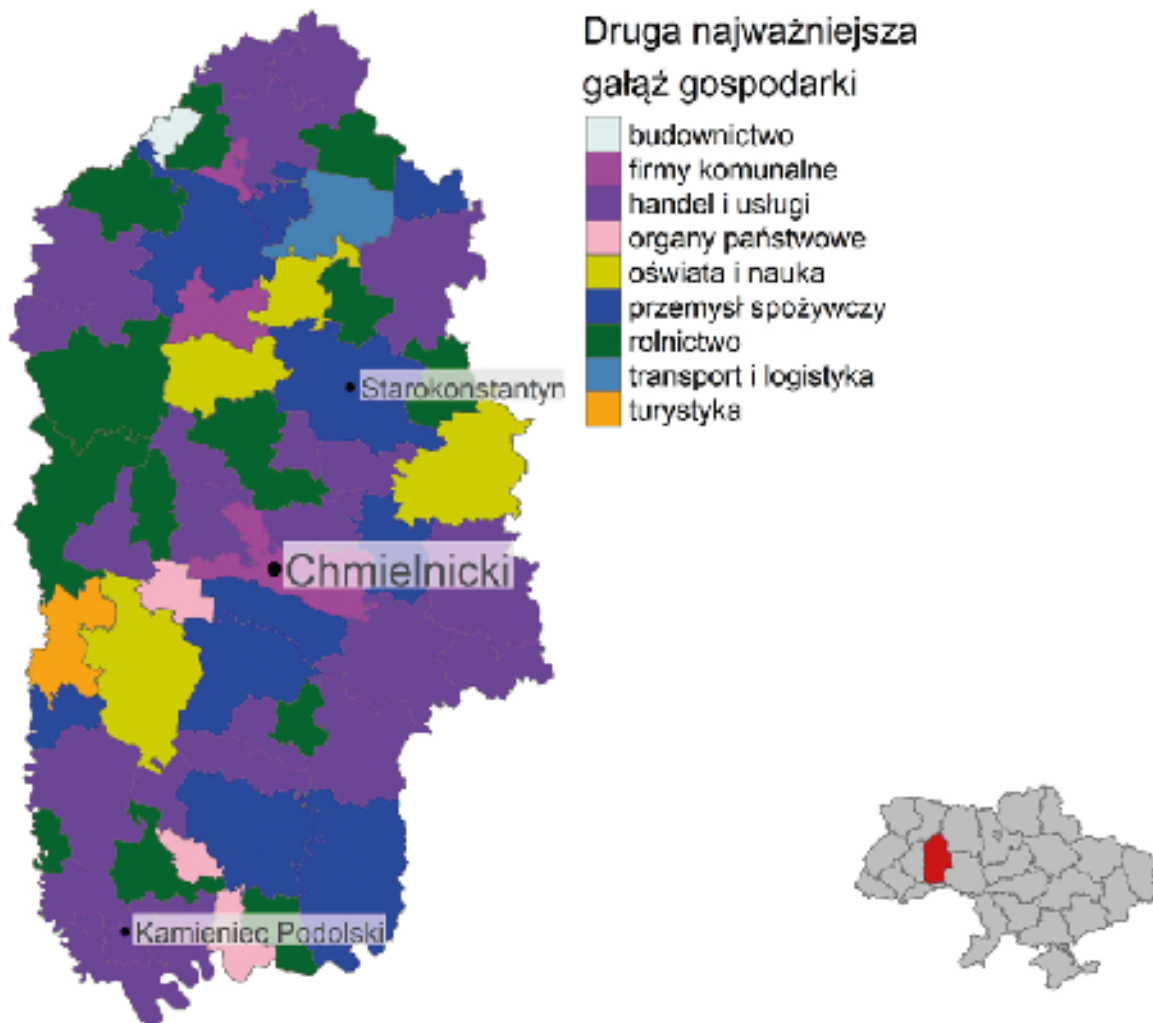 Druga najważniejsza
gałąź gospodarki
budownictwo
firmy komunalne
handel i usługi
organy państwowe
oświata i nauka
przemysł spożywczy
rolnictwo
transport i logistyka
turystyka
Starokonstantyn
Chmielnicki
Kamieniec Podolski